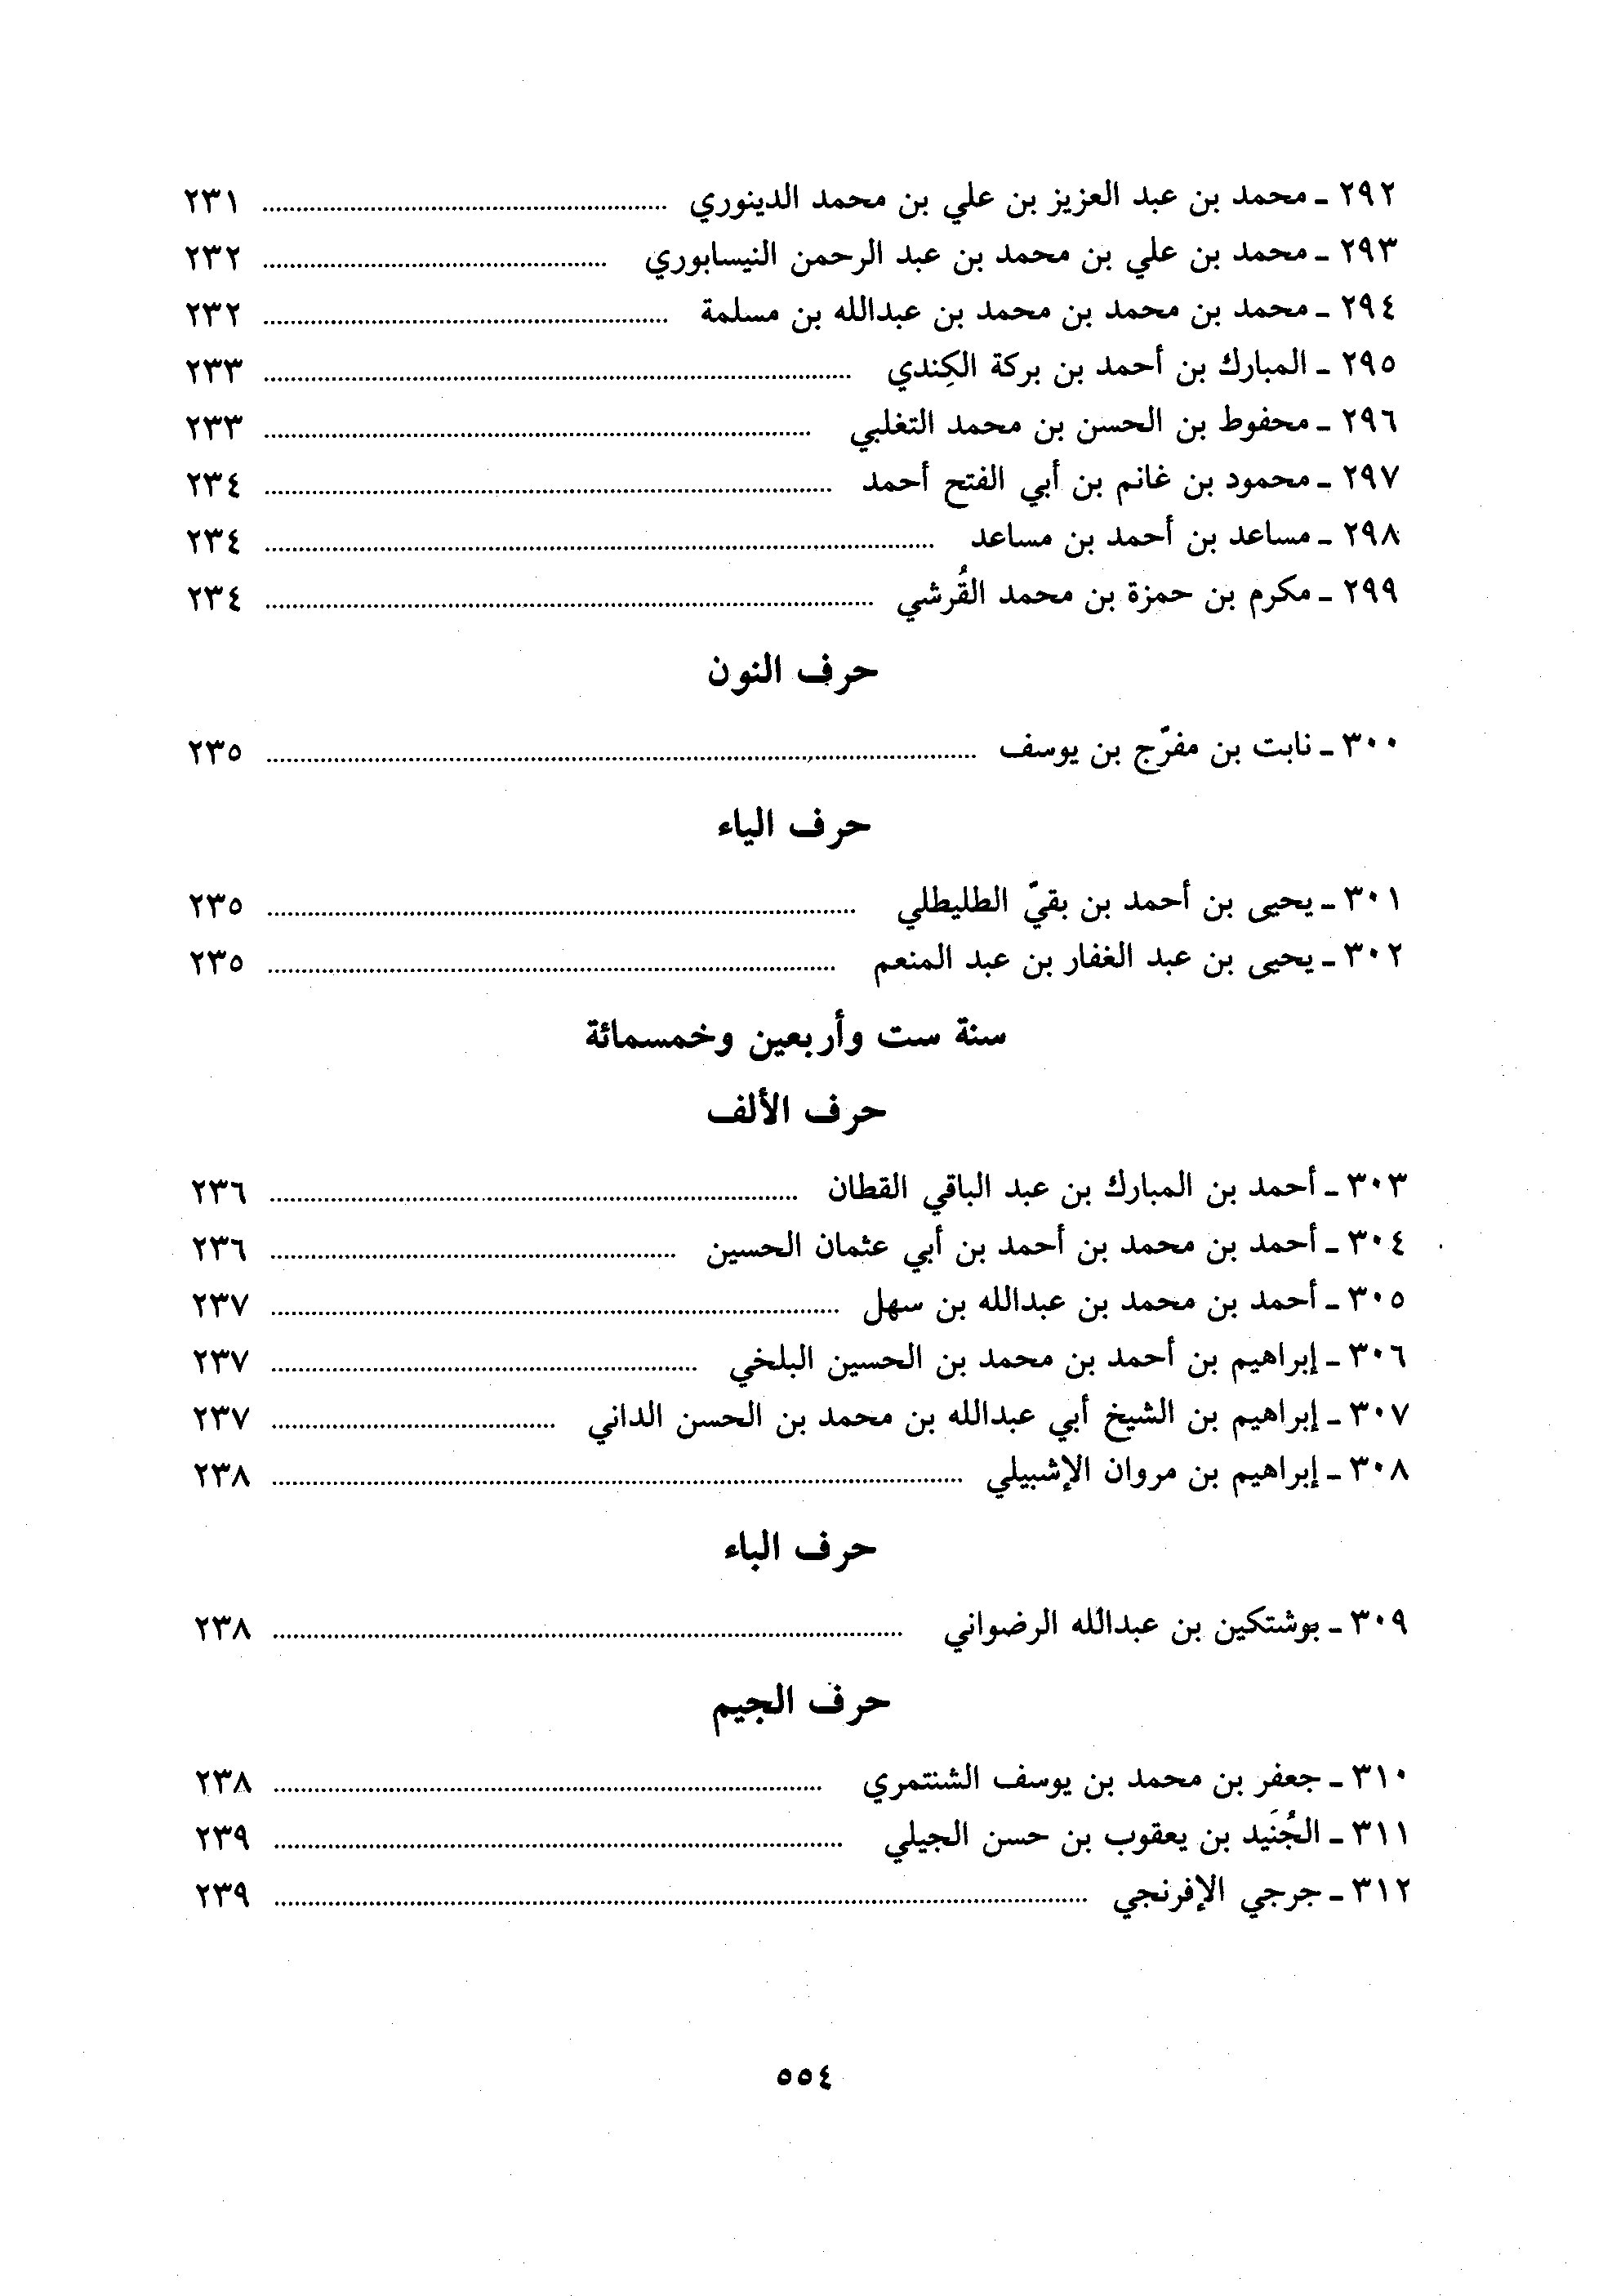 ٢٩٢ ـ محمد بن عبد العزيز بن علي بن محمد الدينوري ................ ٢٣١
٢٩٣ ـ محمد بن علي بن محمد بن عبد الرحمن النيسابوري ................ ٢٣٢
٢٩٤ ـ محمد بن محمد بن محمد بن عبدالله بن مسلمة ................ ٢٣٢
٢٩٥ ـ المبارك بن أحمد بن بركة الكِندي ................ ٢٣٣
٢٩٦ ـ محفوط بن الحسن بن محمد التغلبي ................ ٢٣٣
٢٩٧ ـ محمود بن غانم بن أبي الفتح أحمد ................ ٢٣٤
٢٩٨ ـ مساعد بن أحمد بن مساعد ................ ٢٣٤
٢٩٩ ـ مكرم بن حمزة بن محمد القُرشي ................ ٢٣٤
حرف النون
٣٠٠ ـ نابت بن مفرّج بن يوسف ................ ٢٣٥
حرف الياء
٣٠١ ـ يحيى بن أحمد بن بقيّ الطليطلي ................ ٢٣٥
٣٠٢ ـ يحيى بن عبد الغفار بن عبد المنعم ................ ٢٣٥
سنة ست وأربعين وخمسمائة
حرف الألف
٣٠٣ ـ أحمد بن المبارك بن عبد الباقي القطان ................ ٢٣٦
٣٠٤ ـ أحمد بن محمد بن أحمد بن أبي عثمان الحسين ................ ٢٣٦
٣٠٥ ـ أحمد بن محمد بن عبدالله بن سهل ................ ٢٣٧
٣٠٦ ـ إبراهيم بن أحمد بن محمد بن الحسين البلخي ................ ٢٣٧
٣٠٧ ـ إبراهيم بن الشيخ أبي عبدالله بن محمد بن الحسن الداني ................ ٢٣٧
٣٠٨ ـ إبراهيم بن مروان الإشبيلي ................ ٢٣٨
حرف الباء
٣٠٩ ـ بوشتكين بن عبدالله الرضواني ................ ٢٣٨
حرف الجيم
٣١٠ ـ جعفر بن محمد بن يوسف الشنتمري ................ ٢٣٨
٣١١ ـ الجُنَيد بن يعقوب بن حسن الجيلي ................ ٢٣٩
٣١٢ ـ جرجي الإفرنجي ................ ٢٣٩
٥٥٤